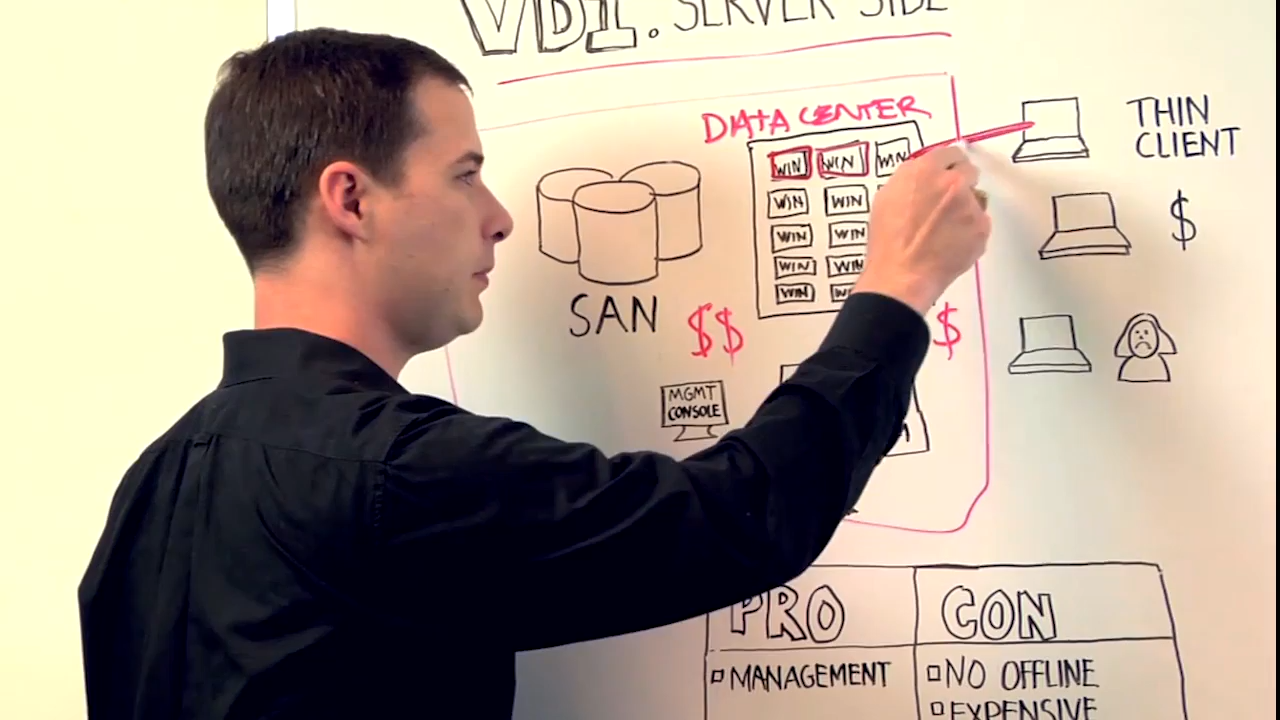 VDI. SERVER SIDE
DATA CENTER
WIN WIN WIN
WIN WIN
WIN WIN
WIN WIN
WIN
SAN
$$
$
MGMT
CONSOLE
THIN
CLIENT
$
PRO
CON
MANAGEMENT
NO OFFLINE
EXPENSIVE